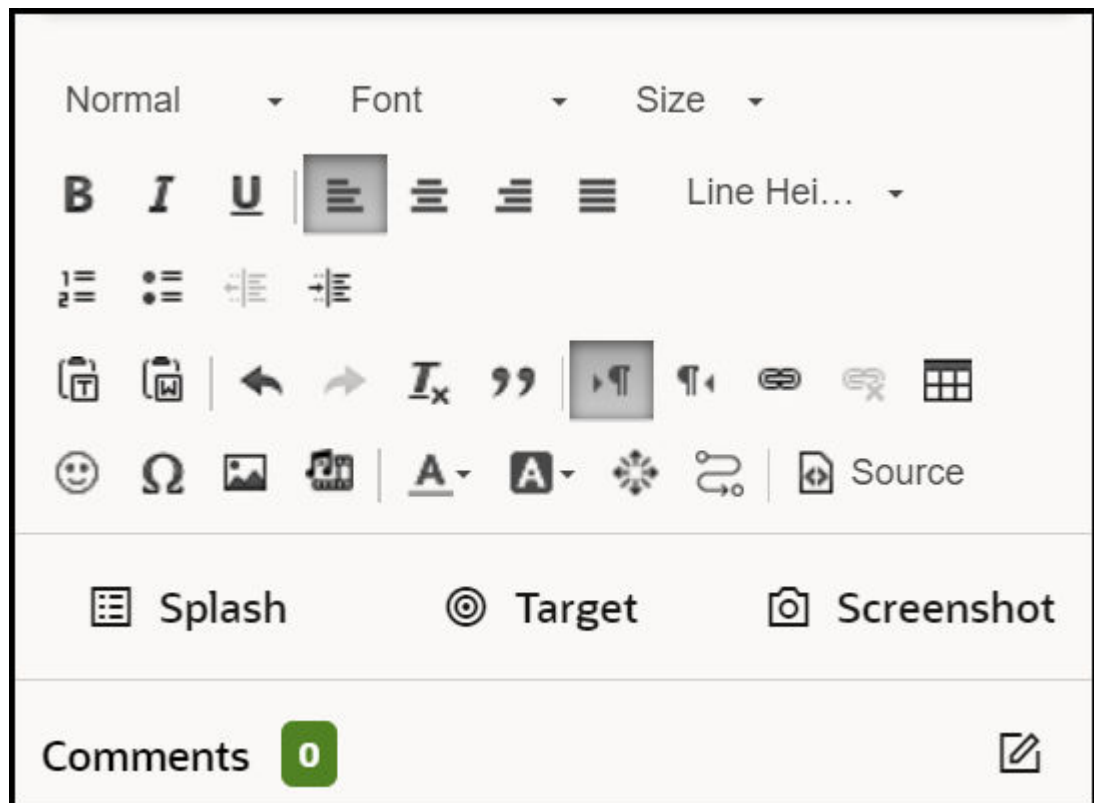 Normal Font Size
B I U Line Hei...
Source
Splash Target Screenshot
Comments 0